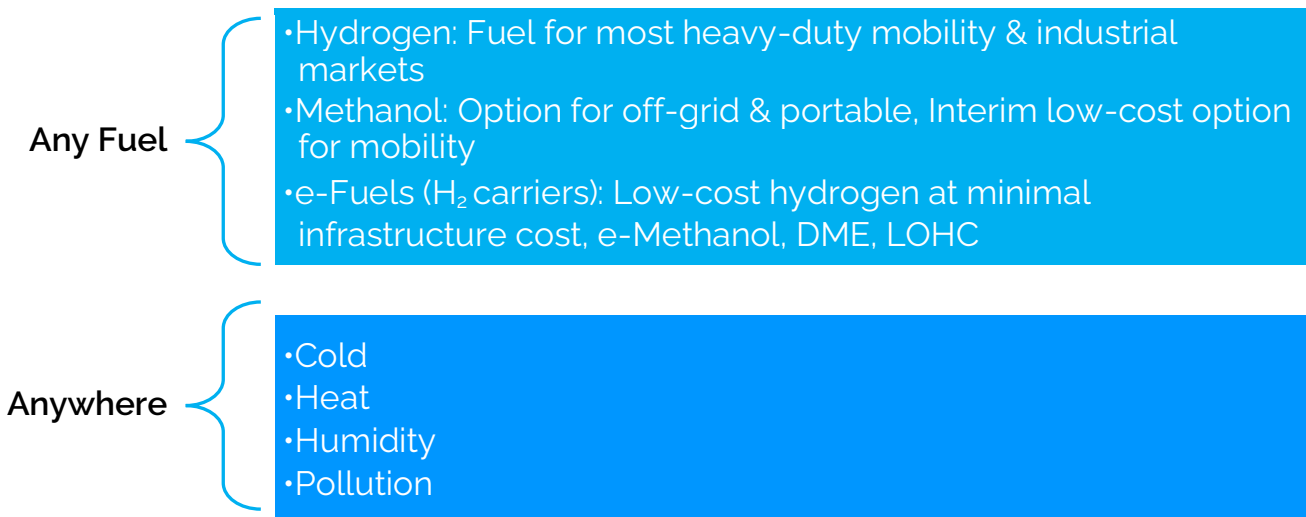 Any Fuel
•Hydrogen: Fuel for most heavy-duty mobility & industrial
markets
•Methanol: Option for off-grid & portable, Interim low-cost option
for mobility
•e-Fuels (H₂ carriers): Low-cost hydrogen at minimal
infrastructure cost, e-Methanol, DME, LOHC
Anywhere
•Cold
•Heat
•Humidity
•Pollution